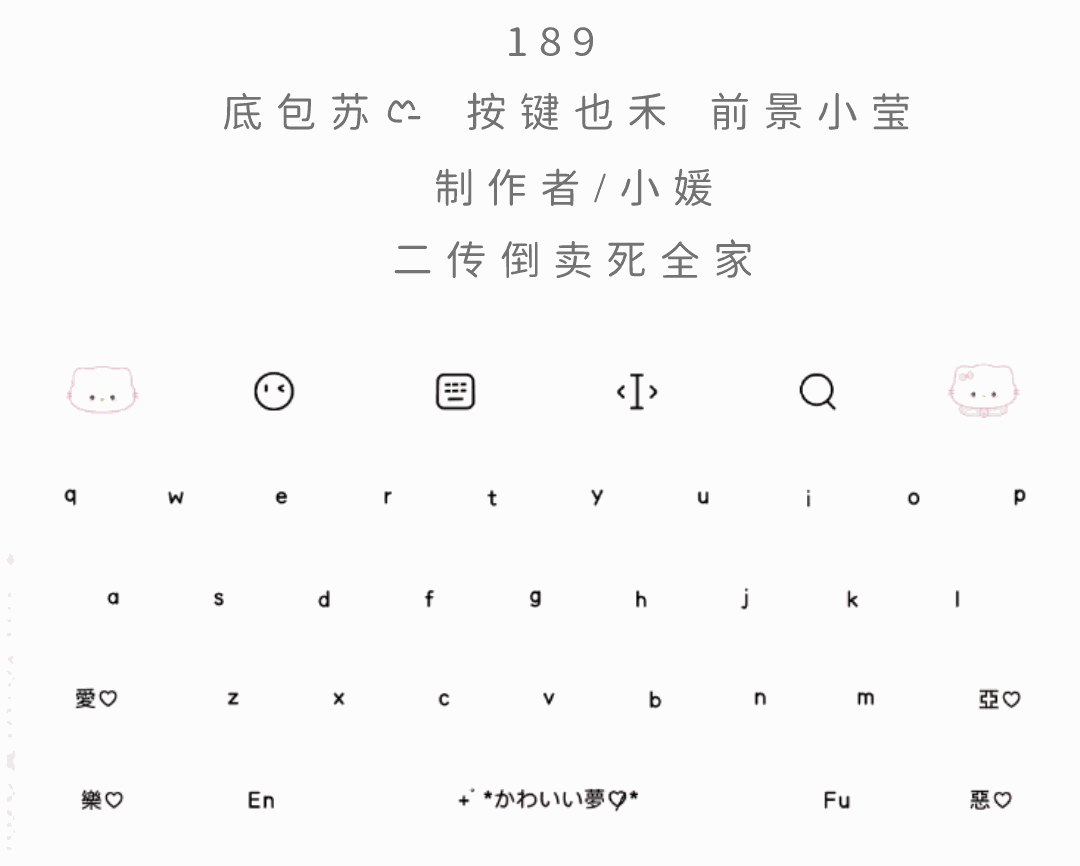 189
底包苏ෆ 按键也禾 前景小莹
制作者/小媛
二传倒卖死全家
q w e r t y u i o p
a s d f g h j k l
愛♡ z x c v b n m 亞♡
樂♡ En +˚*かわいい夢♡* Fu 惡♡